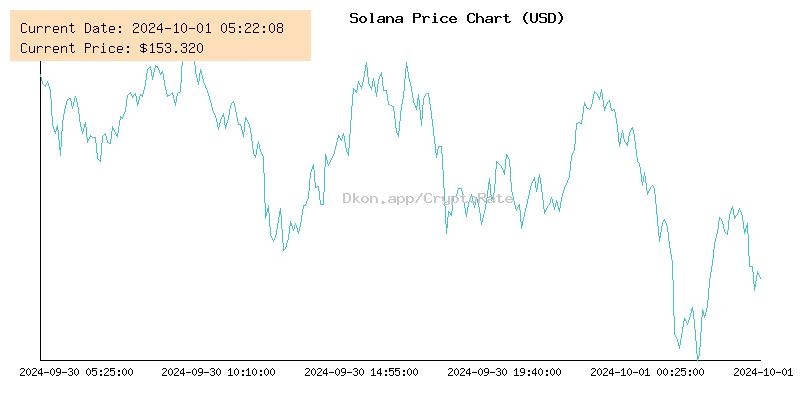 Solana Price Chart (USD)
Current Date: 2024-10-01 05:22:08
Current Price: $153.320
Dkon.app/CryptoRate
2024-09-30 05:25:00 2024-09-30 10:10:00 2024-09-30 14:55:00 2024-09-30 19:40:00 2024-10-01 00:25:00 2024-10-01